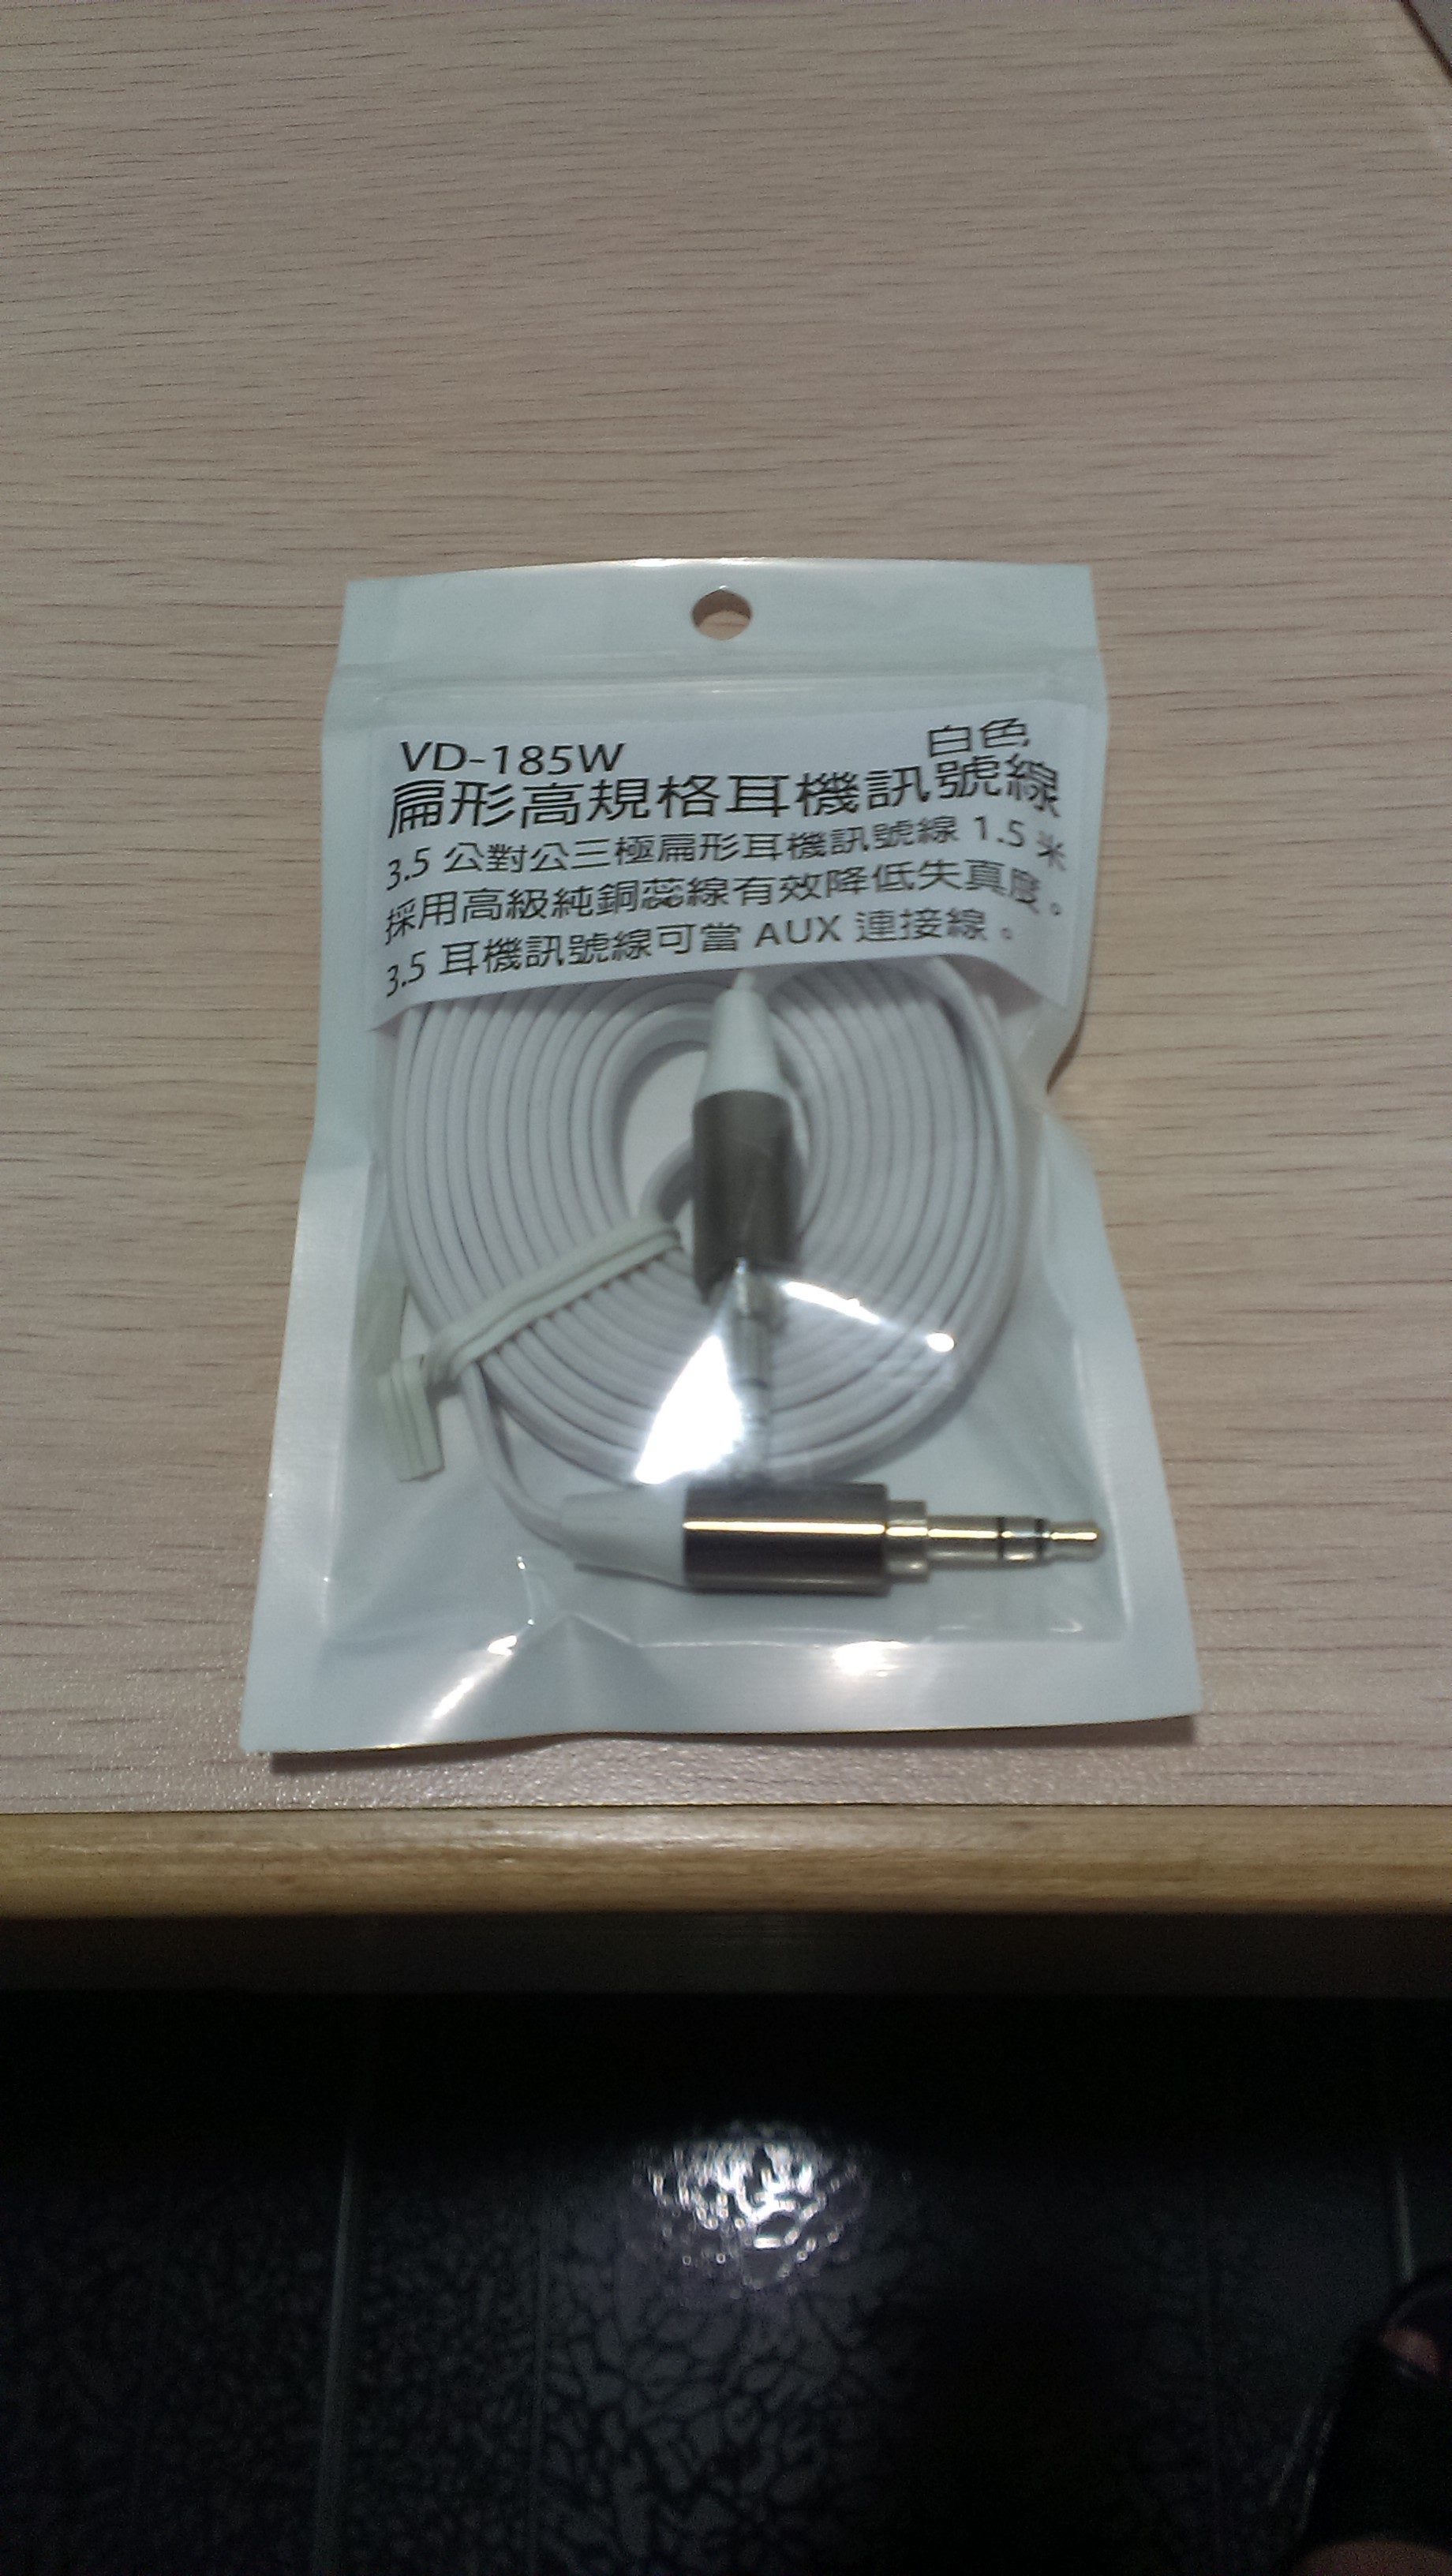 VD-185W 白色
扁形高規格耳機訊號線
3.5 公對公三極扁形耳機訊號線 1.5 米
採用高級純銅蕊線有效降低失真度。
3.5 耳機訊號線可當 AUX 連接線。